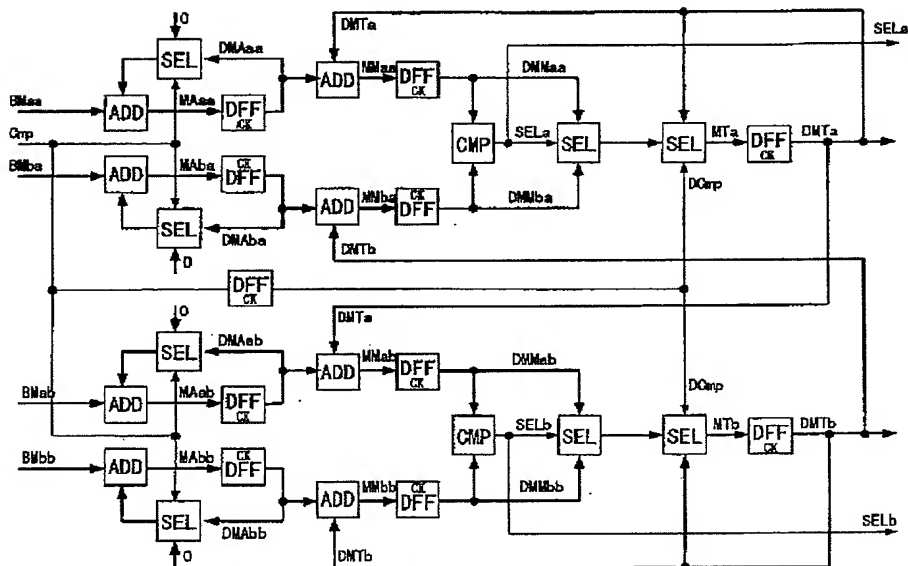 0
DMTa
SELa
SEL
DMAaa
BMaa
ADD
MAaa
DFF
CK
ADD
MMaa
DFF
CK
DMMaa
Cmp
CMP
SELa
SEL
SEL
MTa
DFF
CK
DMTa
BMba
ADD
MAba
CK
DFF
ADD
MMba
CK
DFF
DMMba
DCmp
SEL
DMAba
DMTb
0
DFF
CK
0
DMTa
SEL
DMAab
BMab
ADD
MAab
DFF
CK
ADD
MMab
DFF
CK
DMMab
DCmp
CMP
SELb
SEL
SEL
MTb
DFF
CK
DMTb
BMbb
ADD
MAbb
CK
DFF
ADD
MMbb
CK
DFF
DMMbb
SEL
DMAbb
SELb
0
DMTb